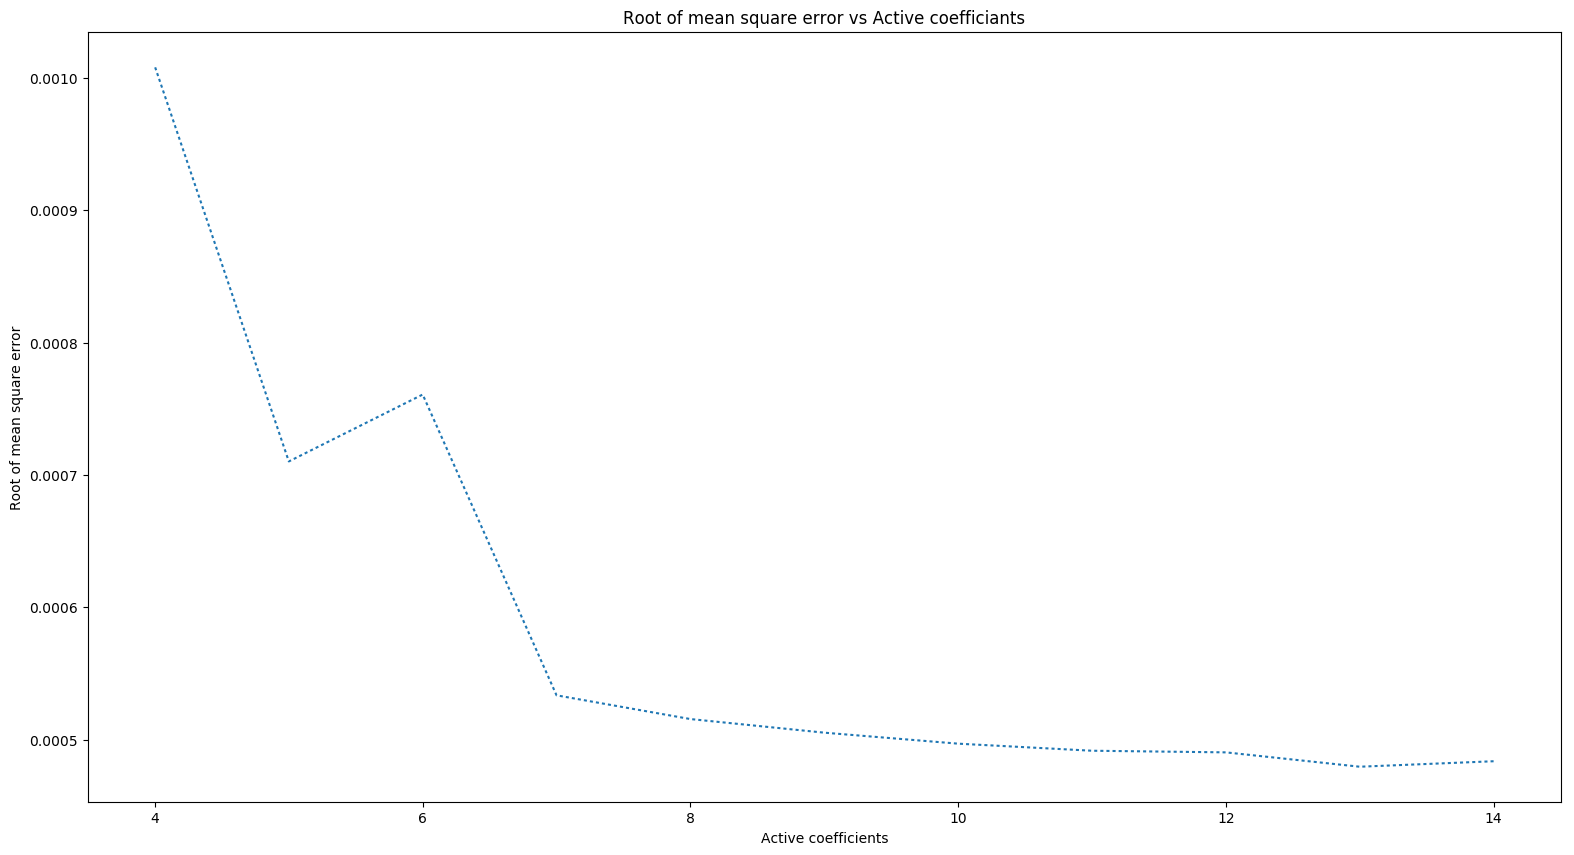 Root of mean square error vs Active coefficiants
0.0010
0.0009
0.0008
0.0007
0.0006
0.0005
Root of mean square error
4 6 8 10 12 14
Active coefficients